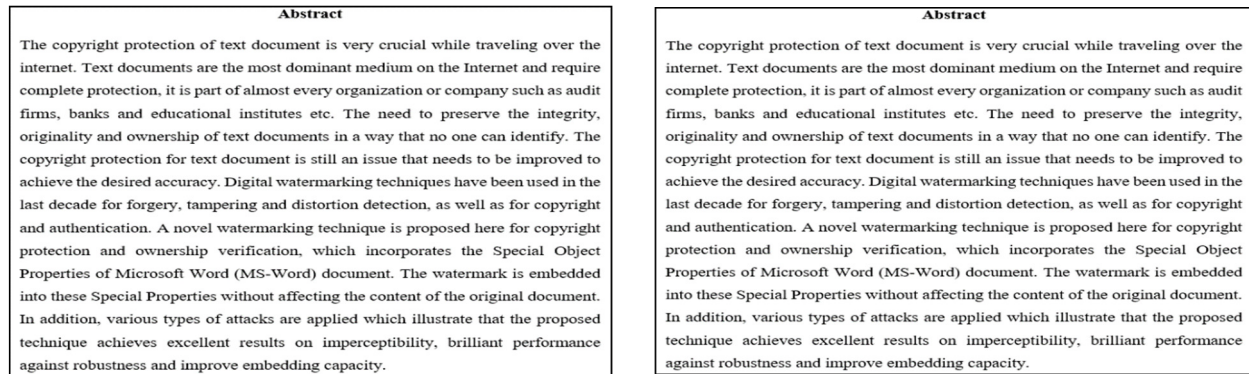 Abstract
The copyright protection of text document is very crucial while traveling over the
internet. Text documents are the most dominant medium on the Internet and require
complete protection, it is part of almost every organization or company such as audit
firms, banks and educational institutes etc. The need to preserve the integrity,
originality and ownership of text documents in a way that no one can identify. The
copyright protection for text document is still an issue that needs to be improved to
achieve the desired accuracy. Digital watermarking techniques have been used in the
last decade for forgery, tampering and distortion detection, as well as for copyright
and authentication. A novel watermarking technique is proposed here for copyright
protection and ownership verification, which incorporates the Special Object
Properties of Microsoft Word (MS-Word) document. The watermark is embedded
into these Special Properties without affecting the content of the original document.
In addition, various types of attacks are applied which illustrate that the proposed
technique achieves excellent results on imperceptibility, brilliant performance
against robustness and improve embedding capacity.
Abstract
The copyright protection of text document is very crucial while traveling over the
internet. Text documents are the most dominant medium on the Internet and require
complete protection, it is part of almost every organization or company such as audit
firms, banks and educational institutes etc. The need to preserve the integrity,
originality and ownership of text documents in a way that no one can identify. The
copyright protection for text document is still an issue that needs to be improved to
achieve the desired accuracy. Digital watermarking techniques have been used in the
last decade for forgery, tampering and distortion detection, as well as for copyright
and authentication. A novel watermarking technique is proposed here for copyright
protection and ownership verification, which incorporates the Special Object
Properties of Microsoft Word (MS-Word) document. The watermark is embedded
into these Special Properties without affecting the content of the original document.
In addition, various types of attacks are applied which illustrate that the proposed
technique achieves excellent results on imperceptibility, brilliant performance
against robustness and improve embedding capacity.